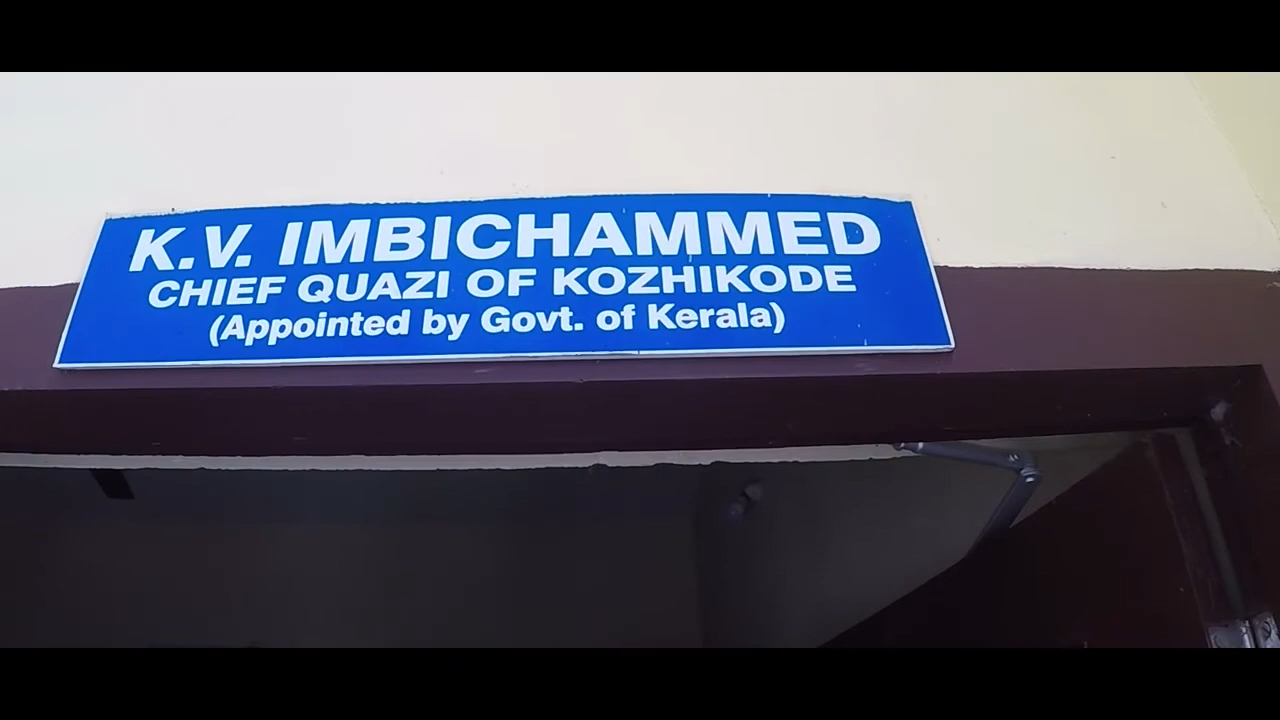 K.V. IMBICHAMMED
CHIEF QUAZI OF KOZHIKODE
(Appointed by Govt. of Kerala)